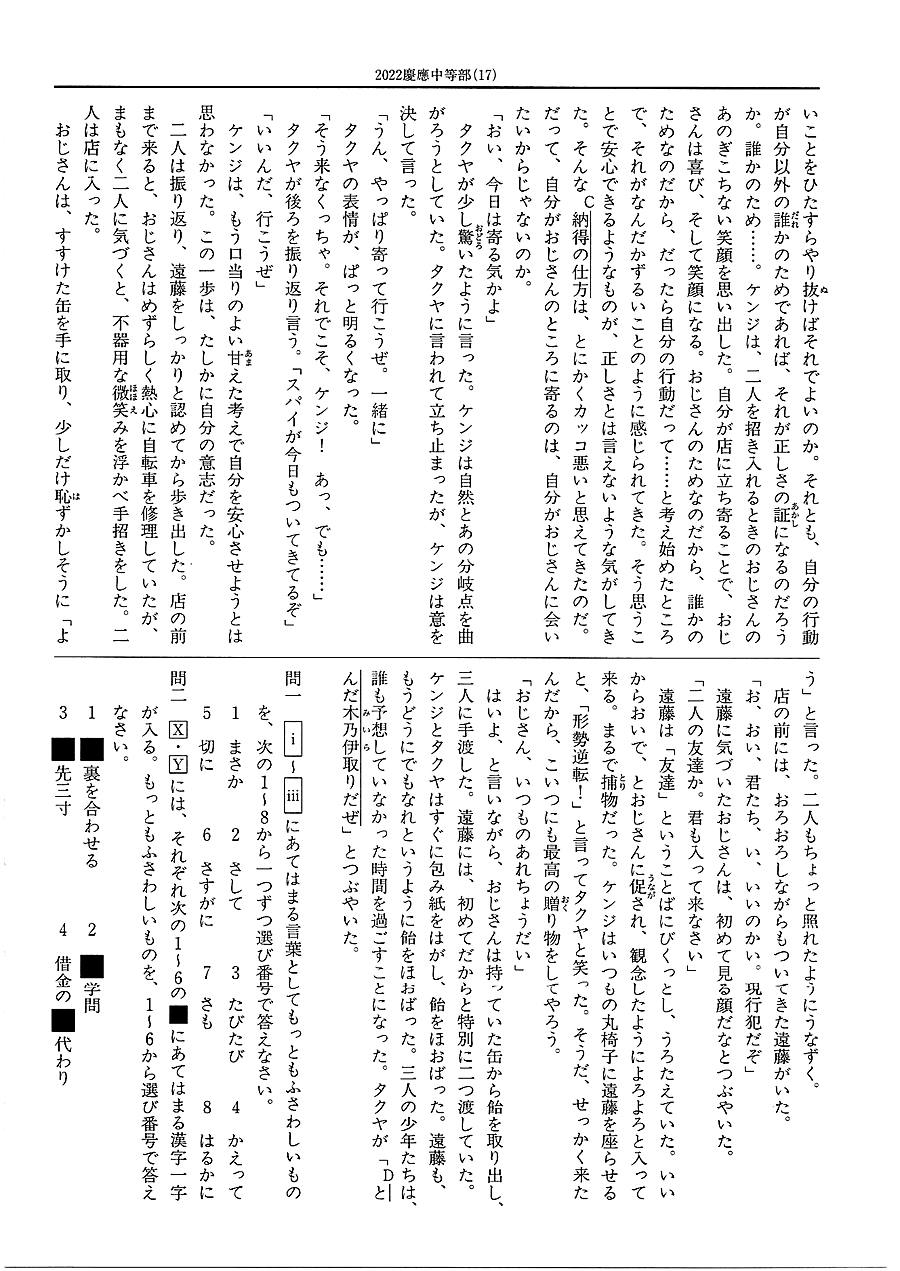 2022慶應中等部(17)
いことをひたすらやり抜けばそれでよいのか。それとも、自分の行動
が自分以外の誰かのためであれば、それが正しさの証になるのだろう
か。誰かのため……。ケンジは、二人を招き入れるときのおじさんの
あのぎこちない笑顔を思い出した。自分が店に立ち寄ることで、おじ
さんは喜び、そして笑顔になる。おじさんのためなのだから、誰かの
ためなのだから、だったら自分の行動だって……と考え始めたところ
で、それがなんだかずるいことのように感じられてきた。そう思うこ
とで安心できるようなものが、正しさとは言えないような気がしてき
た。そんなC納得の仕方は、とにかくカッコ悪いと思えてきたのだ。
だって、自分がおじさんのところに寄るのは、自分がおじさんに会い
たいからじゃないのか。
「おい、今日は寄る気かよ」
タクヤが少し驚いたように言った。ケンジは自然とあの分岐点を曲
がろうとしていた。タクヤに言われて立ち止まったが、ケンジは意を
決して言った。
「うん、やっぱり寄って行こうぜ。一緒に」
タクヤの表情が、ぱっと明るくなった。
「そう来なくっちゃ。それでこそ、ケンジ！　あっ、でも……」
タクヤが後ろを振り返り言う。「スパイが今日もついてきてるぞ」
「いいんだ、行こうぜ」
ケンジは、もう口当りのよい甘えた考えで自分を安心させようとは
思わなかった。この一歩は、たしかに自分の意志だった。
二人は振り返り、遠藤をしっかりと認めてから歩き出した。店の前
まで来ると、おじさんはめずらしく熱心に自転車を修理していたが、
まもなく二人に気づくと、不器用な微笑みを浮かべ手招きをした。二
人は店に入った。
おじさんは、すすけた缶を手に取り、少しだけ恥ずかしそうに「よ
う」と言った。二人もちょっと照れたようにうなずく。
店の前には、おろおろしながらもついてきた遠藤がいた。
「お、おい、君たち、い、いいのかい。現行犯だぞ」
遠藤に気づいたおじさんは、初めて見る顔だなとつぶやいた。
「二人の友達か。君も入って来なさい」
遠藤は「友達」ということばにびくっとし、うろたえていた。いい
からおいで、とおじさんに促され、観念したようによろよろと入って
来る。まるで捕物だった。ケンジはいつもの丸椅子に遠藤を座らせる
と、「形勢逆転！」と言ってタクヤと笑った。そうだ、せっかく来た
んだから、こいつにも最高の贈り物をしてやろう。
「おじさん、いつものあれちょうだい」
はいよ、と言いながら、おじさんは持っていた缶から飴を取り出し、
三人に手渡した。遠藤には、初めてだからと特別に二つ渡していた。
ケンジとタクヤはすぐに包み紙をはがし、飴をほおばった。遠藤も、
もうどうにでもなれというように飴をほおばった。三人の少年たちは、
誰も予想していなかった時間を過ごすことになった。タクヤが「Dと
んだ木乃伊取りだぜ」とつぶやいた。
問一　i～iiiにあてはまる言葉としてもっともふさわしいもの
を、次の1～8から一つずつ選び番号で答えなさい。
1　まさか　2　さして　3　たびたび　4　かえって
5　切に　6　さすがに　7　さも　8　はるかに
問二　X・Yには、それぞれ次の1～6の■にあてはまる漢字一字
が入る。もっともふさわしいものを、1～6から選び番号で答え
なさい。
1　■裏を合わせる　2　■学問
3　■先三寸　4　借金の■代わり